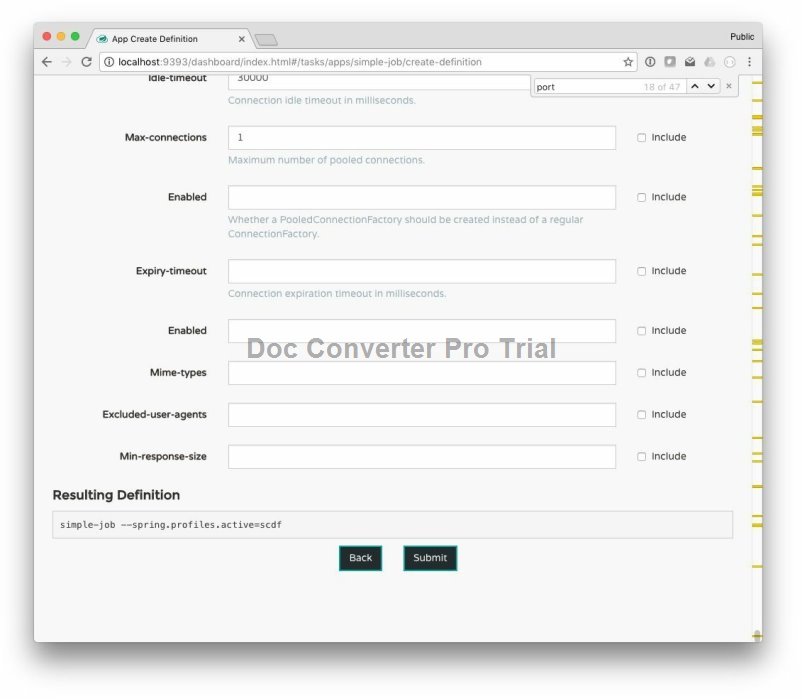 App Create Definition
Public
localhost:9393/dashboard/index.html#/tasks/apps/simple-job/create-definition
port 18 of 47
Idle-timeout 30000
Connection idle timeout in milliseconds.
Max-connections 1 Include
Maximum number of pooled connections.
Enabled Include
Whether a PooledConnectionFactory should be created instead of a regular
ConnectionFactory.
Expiry-timeout Include
Connection expiration timeout in milliseconds.
Enabled Include
Doc Converter Pro Trial
Mime-types Include
Excluded-user-agents Include
Min-response-size Include
Resulting Definition
simple-job --spring.profiles.active=scdf
Back Submit